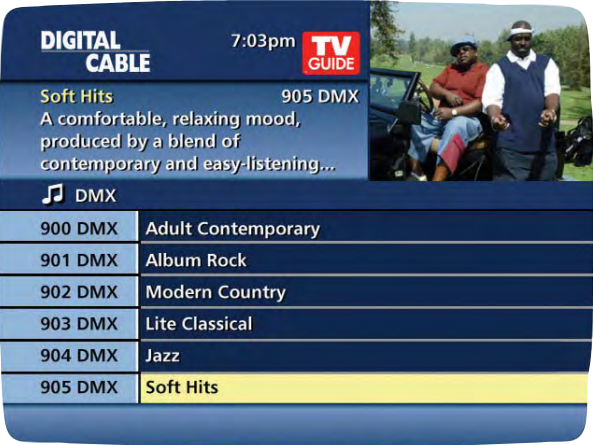 DIGITAL
CABLE
7:03pm
TV
GUIDE
Soft Hits 905 DMX
A comfortable, relaxing mood,
produced by a blend of
contemporary and easy-listening...
DMX
900 DMX Adult Contemporary
901 DMX Album Rock
902 DMX Modern Country
903 DMX Lite Classical
904 DMX Jazz
905 DMX Soft Hits